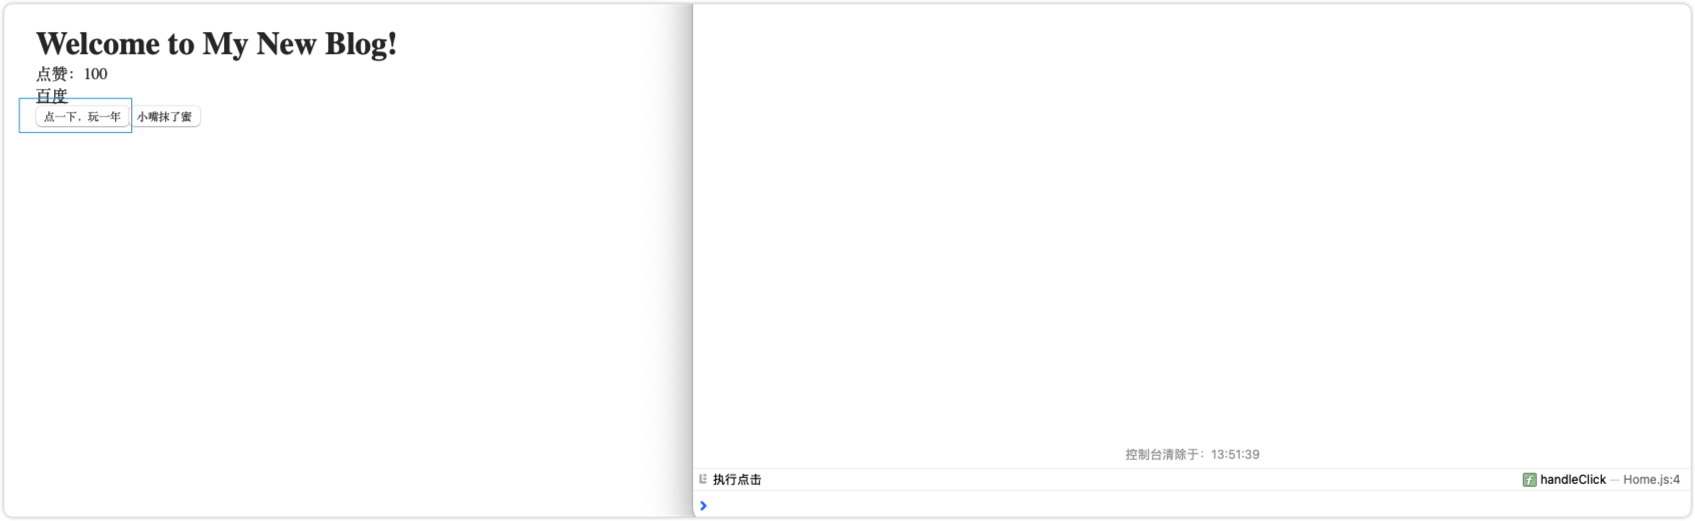 Welcome to My New Blog!
点赞：100
百度
点一下，玩一年 小嘴抹了蜜
控制台清除于：13:51:39
执行点击 handleClick — Home.js:4